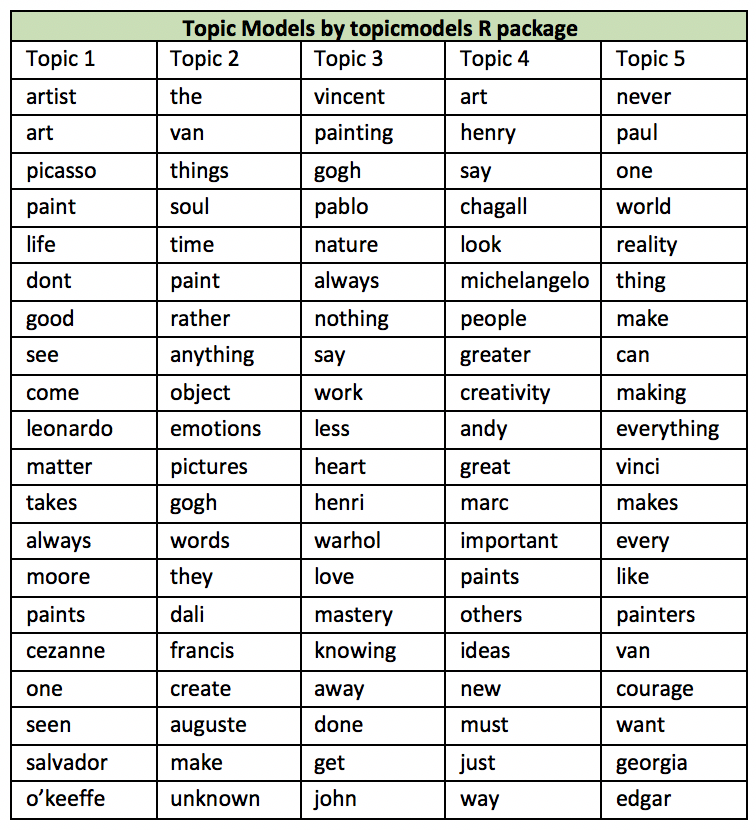 Topic Models by topicmodels R package
Topic 1 Topic 2 Topic 3 Topic 4 Topic 5
artist the vincent art never
art van painting henry paul
picasso things gogh say one
paint soul pablo chagall world
life time nature look reality
dont paint always michelangelo thing
good rather nothing people make
see anything say greater can
come object work creativity making
leonardo emotions less andy everything
matter pictures heart great vinci
takes gogh henri marc makes
always words warhol important every
moore they love paints like
paints dali mastery others painters
cezanne francis knowing ideas van
one create away new courage
seen auguste done must want
salvador make get just georgia
o’keeffe unknown john way edgar